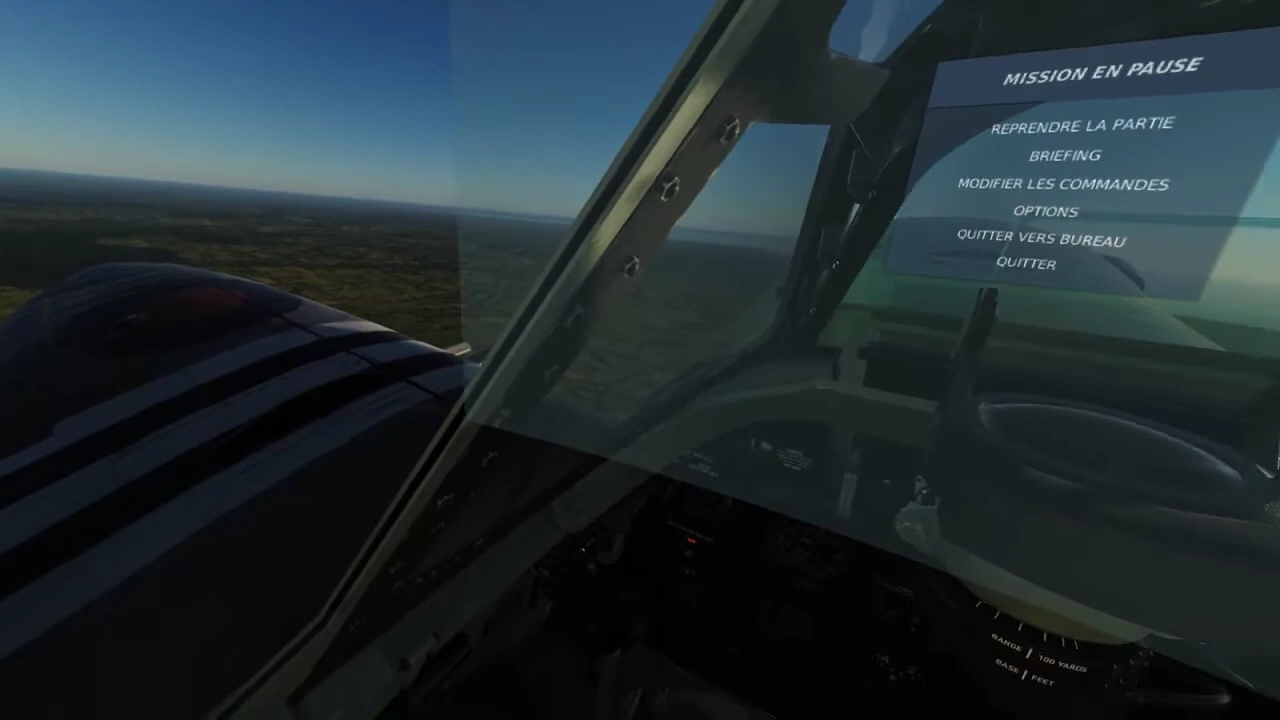 MISSION EN PAUSE
REPRENDRE LA PARTIE
BRIEFING
MODIFIER LES COMMANDES
OPTIONS
QUITTER VERS BUREAU
QUITTER
RANGE | 100 YARDS
BASE | FEET